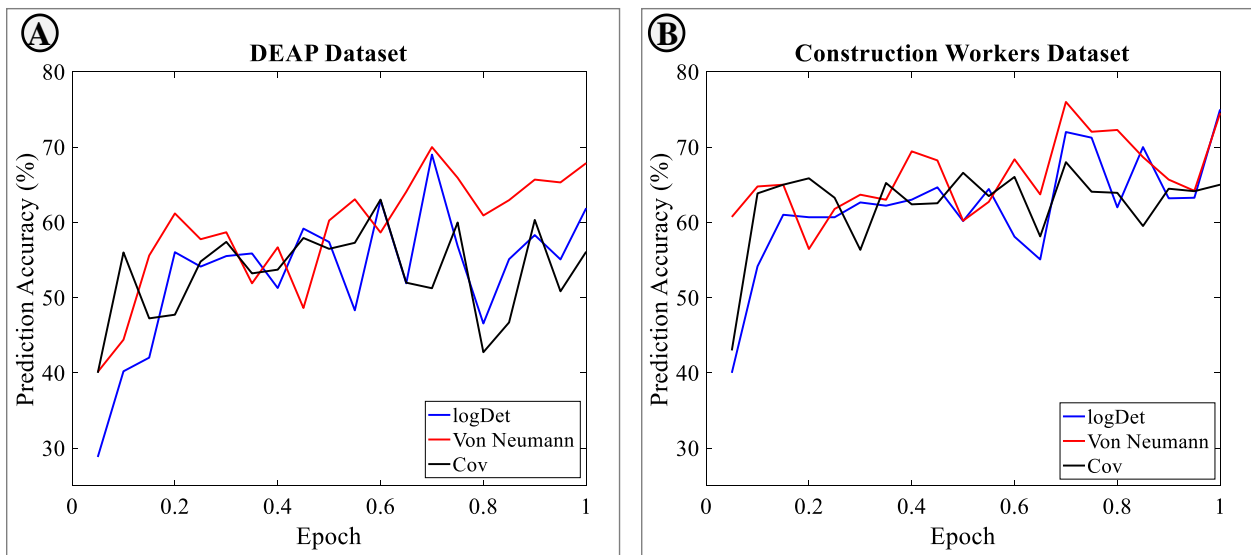 A
DEAP Dataset
Prediction Accuracy (%)
80
70
60
50
40
30
0 0.2 0.4 0.6 0.8 1
Epoch
logDet
Von Neumann
Cov
B
Construction Workers Dataset
Prediction Accuracy (%)
80
70
60
50
40
30
0 0.2 0.4 0.6 0.8 1
Epoch
logDet
Von Neumann
Cov